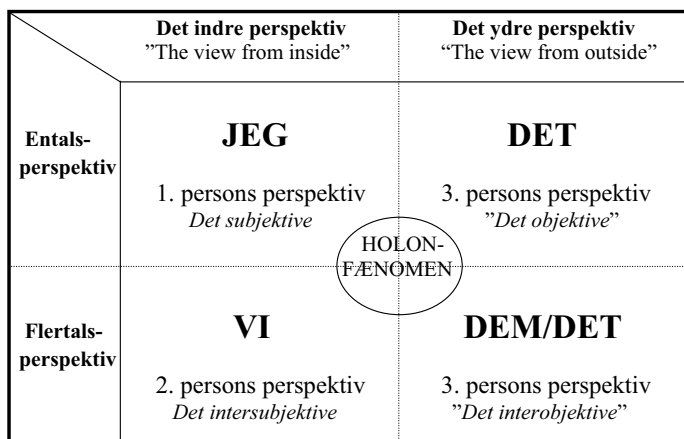 Det indre perspektiv
”The view from inside”
Det ydre perspektiv
“The view from outside”
Entals-
perspektiv
JEG
1. persons perspektiv
Det subjektive
DET
3. persons perspektiv
”Det objektive”
HOLON-
FÆNOMEN
Flertals-
perspektiv
VI
2. persons perspektiv
Det intersubjektive
DEM/DET
3. persons perspektiv
”Det interobjektive”